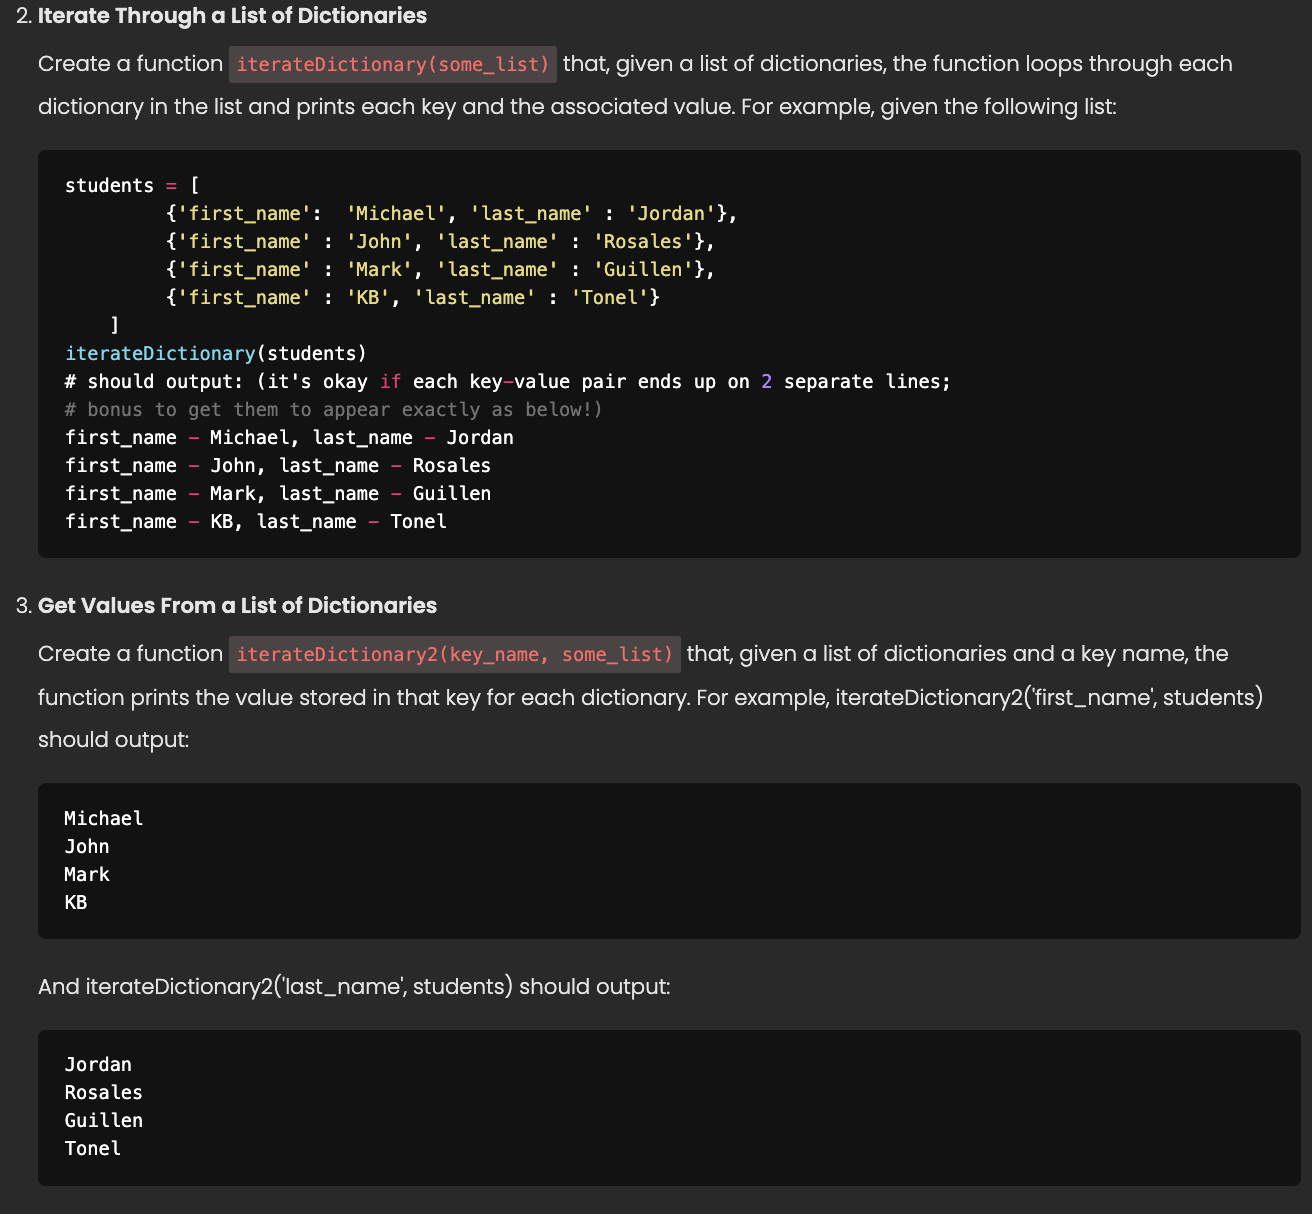 2. Iterate Through a List of Dictionaries
Create a function iterateDictionary(some_list) that, given a list of dictionaries, the function loops through each
dictionary in the list and prints each key and the associated value. For example, given the following list:
students = [
         {'first_name':  'Michael', 'last_name' : 'Jordan'},
         {'first_name' : 'John', 'last_name' : 'Rosales'},
         {'first_name' : 'Mark', 'last_name' : 'Guillen'},
         {'first_name' : 'KB', 'last_name' : 'Tonel'}
    ]
iterateDictionary(students)
# should output: (it's okay if each key-value pair ends up on 2 separate lines;
# bonus to get them to appear exactly as below!)
first_name - Michael, last_name - Jordan
first_name - John, last_name - Rosales
first_name - Mark, last_name - Guillen
first_name - KB, last_name - Tonel
3. Get Values From a List of Dictionaries
Create a function iterateDictionary2(key_name, some_list) that, given a list of dictionaries and a key name, the
function prints the value stored in that key for each dictionary. For example, iterateDictionary2('first_name', students)
should output:
Michael
John
Mark
KB
And iterateDictionary2('last_name', students) should output:
Jordan
Rosales
Guillen
Tonel